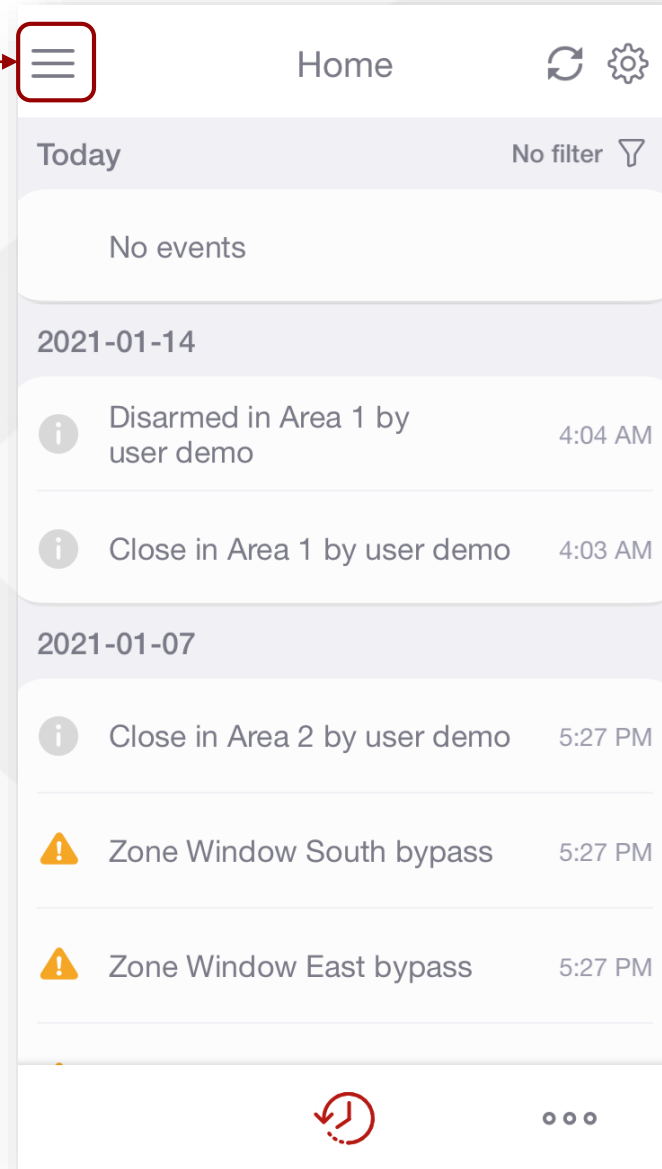 Home
Today
No filter
No events
2021-01-14
Disarmed in Area 1 by
user demo
4:04 AM
Close in Area 1 by user demo
4:03 AM
2021-01-07
Close in Area 2 by user demo
5:27 PM
Zone Window South bypass
5:27 PM
Zone Window East bypass
5:27 PM